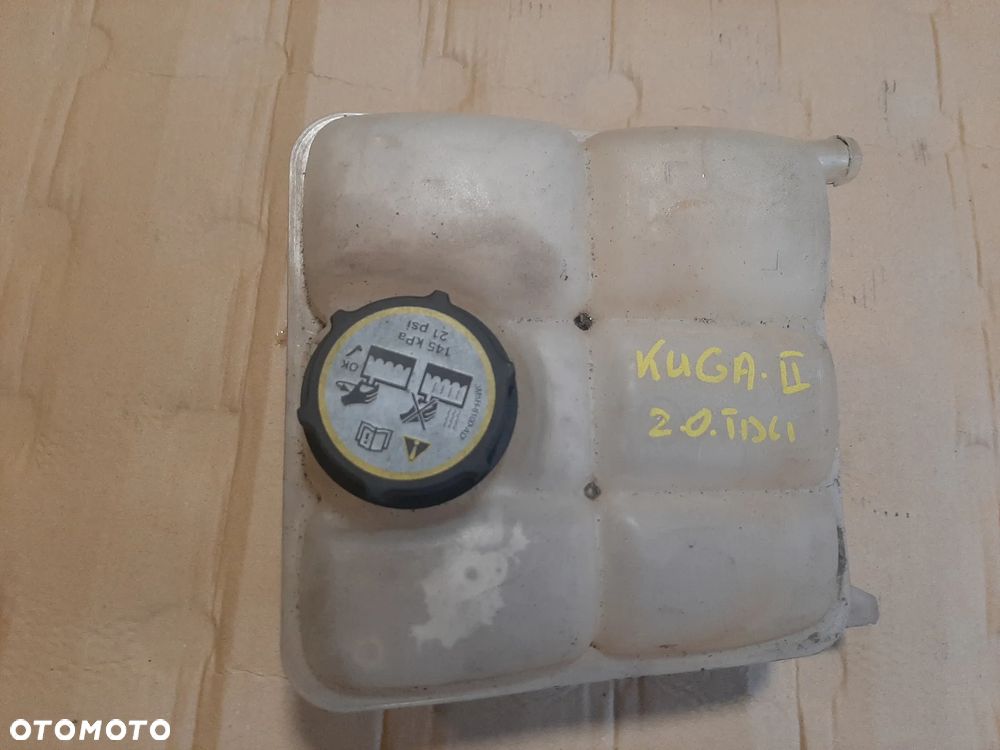 145 kPa
21 psi
OK
KUGA. II
2.0. TDCI
OTOMOTO